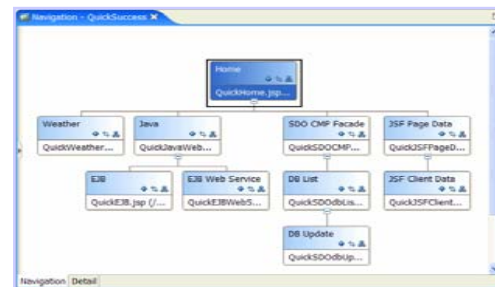 Navigation - QuickSuccess
Home
QuickHome.jsp...
Weather
Java
SDO CMP Facade
JSF Page Data
QuickWeather...
QuickJavaWeb...
QuickSDOCMP...
QuickJSFPageD...
EJB
EJB Web Service
DB List
JSF Client Data
QuickEJB.jsp (/...
QuickEJBWebS...
QuickSDOdbLis...
QuickJSFClient...
DB Update
QuickSDOdbUp...
Navigation Detail